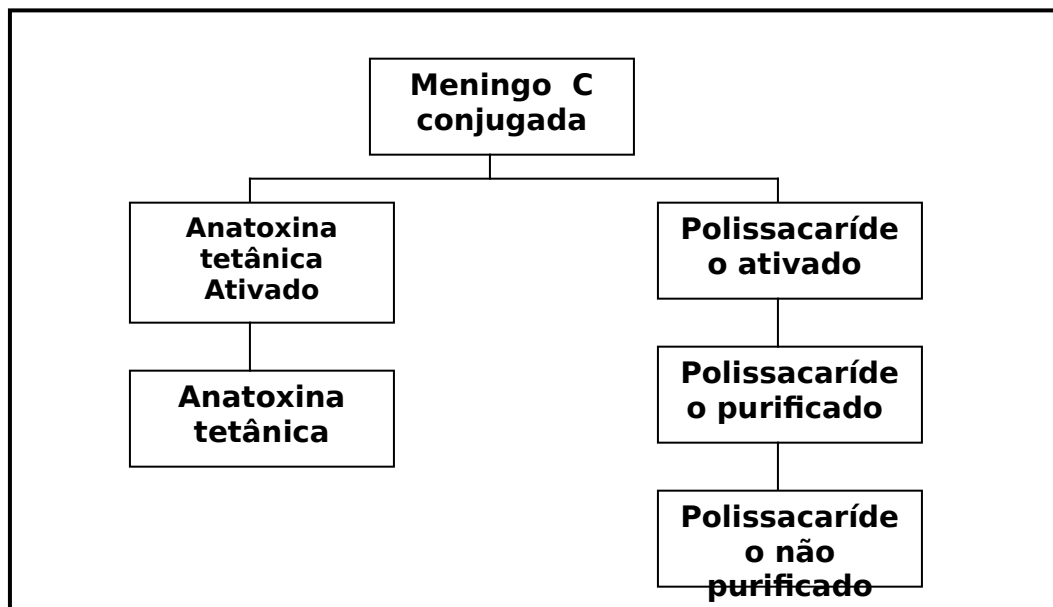 Meningo C
conjugada
Anatoxina
tetânica
Ativado
Polissacaríde
o ativado
Anatoxina
tetânica
Polissacaríde
o purificado
Polissacaríde
o não
purificado